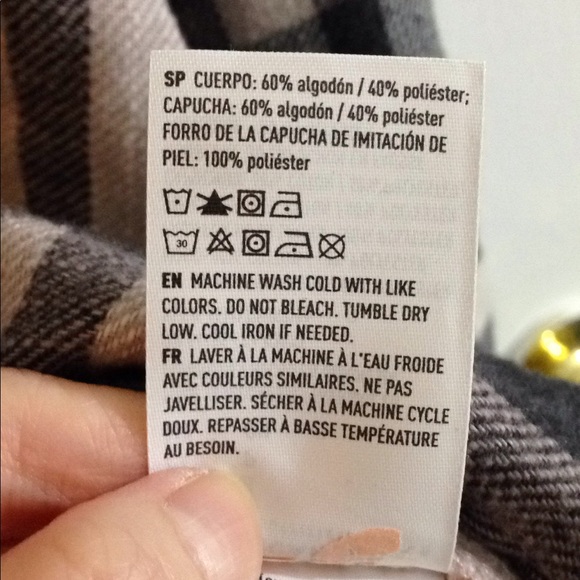 SP CUERPO: 60% algodón / 40% poliéster;
CAPUCHA: 60% algodón / 40% poliéster
FORRO DE LA CAPUCHA DE IMITACIÓN DE
PIEL: 100% poliéster
30
EN MACHINE WASH COLD WITH LIKE
COLORS. DO NOT BLEACH. TUMBLE DRY
LOW. COOL IRON IF NEEDED.
FR LAVER À LA MACHINE À L'EAU FROIDE
AVEC COULEURS SIMILAIRES. NE PAS
JAVELLISER. SÉCHER À LA MACHINE CYCLE
DOUX. REPASSER À BASSE TEMPÉRATURE
AU BESOIN.